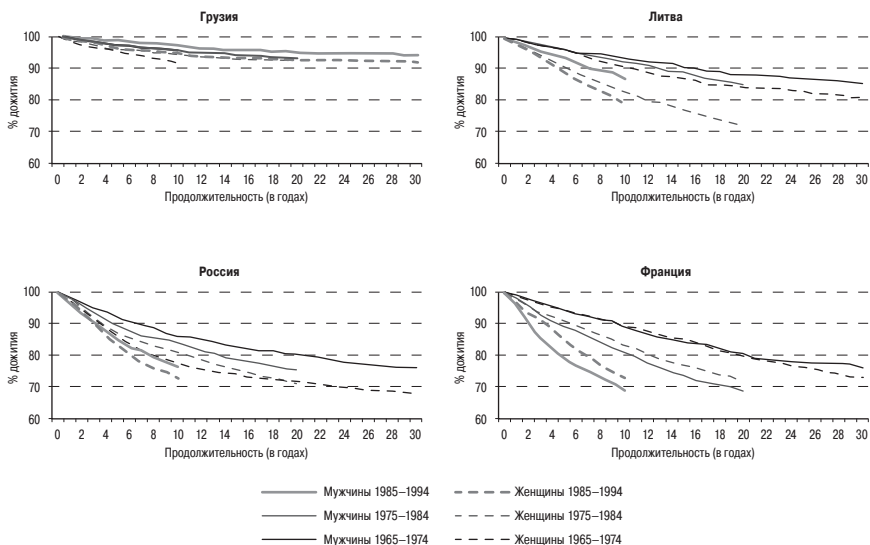 Грузия
100
90
80
70
60
% дожития
0 2 4 6 8 10 12 14 16 18 20 22 24 26 28 30
Продолжительность (в годах)
Литва
100
90
80
70
60
% дожития
0 2 4 6 8 10 12 14 16 18 20 22 24 26 28 30
Продолжительность (в годах)
Россия
100
90
80
70
60
% дожития
0 2 4 6 8 10 12 14 16 18 20 22 24 26 28 30
Продолжительность (в годах)
Франция
100
90
80
70
60
% дожития
0 2 4 6 8 10 12 14 16 18 20 22 24 26 28 30
Продолжительность (в годах)
Мужчины 1985–1994 Женщины 1985–1994
Мужчины 1975–1984 Женщины 1975–1984
Мужчины 1965–1974 Женщины 1965–1974